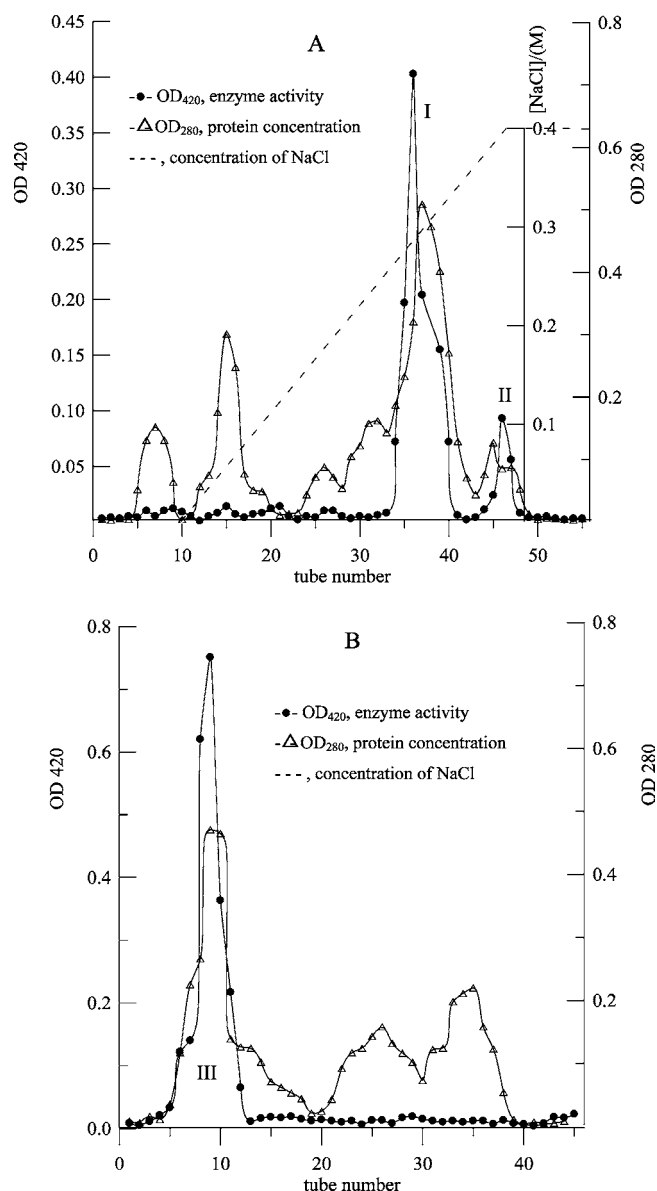 A
0.45
0.40
0.35
0.30
0.25
0.20
0.15
0.10
0.05
OD 420
-●- OD420, enzyme activity
△ OD280, protein concentration
---, concentration of NaCl
I
II
[NaCl]/(M)
0.4
0.3
0.2
0.1
0.8
0.6
0.4
0.2
OD 280
0 10 20 30 40 50
tube number
B
0.8
0.6
0.4
0.2
0.0
OD 420
-●- OD420, enzyme activity
△ OD280, protein concentration
---, concentration of NaCl
III
0.8
0.6
0.4
0.2
OD 280
0 10 20 30 40
tube number